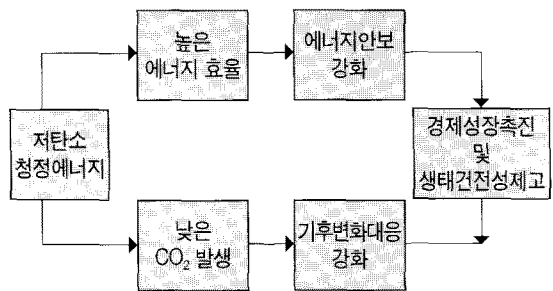 높은
에너지 효율
에너지안보
강화
저탄소
청정에너지
경제성장촉진
및
생태건전성제고
낮은
CO₂ 발생
기후변화대응
강화